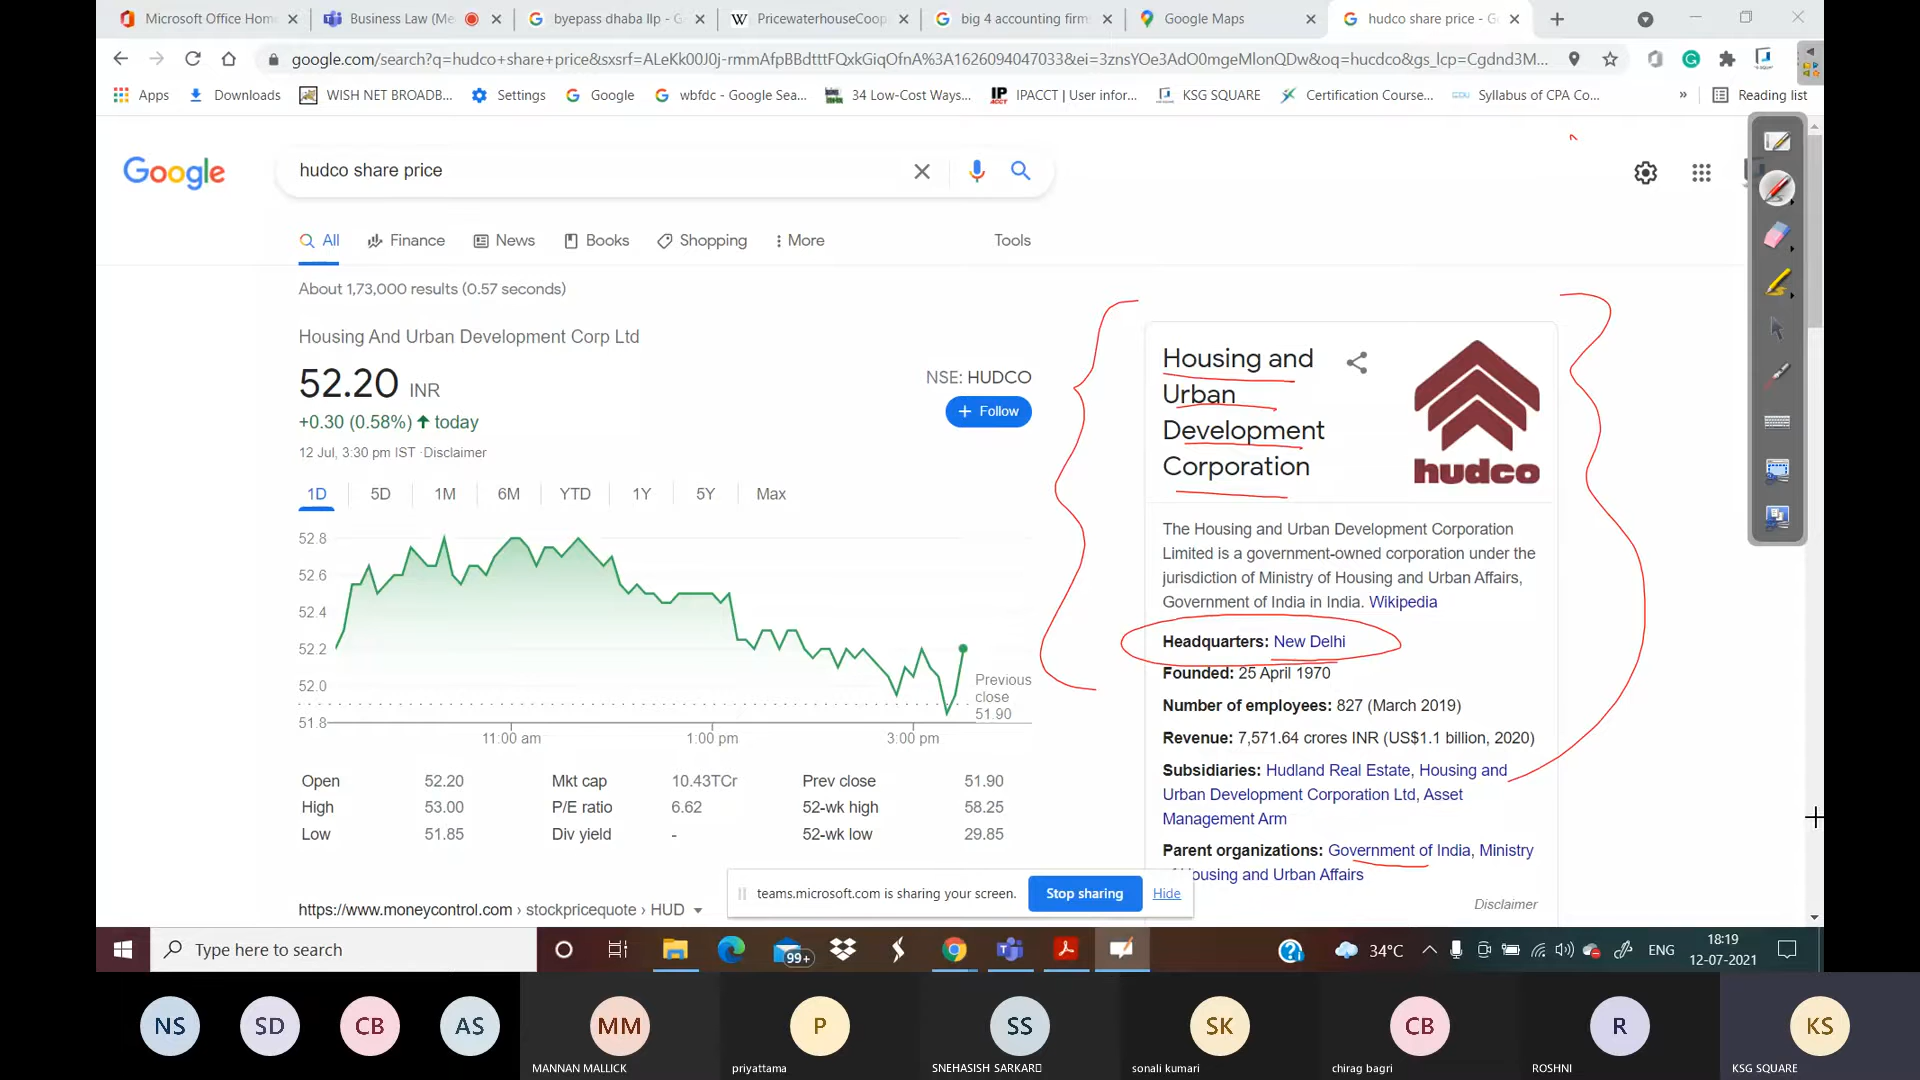 Microsoft Office Hom
Business Law (Me
byepass dhaba llp - G
PricewaterhouseCoop
big 4 accounting firm
Google Maps
hudco share price - G
google.com/search?q=hudco+share+price&sxsrf=ALeKk00J0j-rmmAfpBBdtttFQxkGiqOfnA%3A1626094047033&ei=3znsYOe3AdO0mgeMlonQDw&oq=hucdco&gs_lcp=Cgdnd3M...
Apps
Downloads
WISH NET BROADB...
Settings
Google
wbfdc - Google Sea...
34 Low-Cost Ways...
IPACCT | User infor...
KSG SQUARE
Certification Course...
Syllabus of CPA Co...
»
Reading list
Google
hudco share price
All
Finance
News
Books
Shopping
More
Tools
About 1,73,000 results (0.57 seconds)
Housing And Urban Development Corp Ltd
52.20 INR
NSE: HUDCO
+0.30 (0.58%) ↑ today
+ Follow
12 Jul, 3:30 pm IST · Disclaimer
1D
5D
1M
6M
YTD
1Y
5Y
Max
52.8
52.6
52.4
52.2
52.0
51.8
Previous
close
51.90
11:00 am
1:00 pm
3:00 pm
Open 52.20 Mkt cap 10.43TCr Prev close 51.90
High 53.00 P/E ratio 6.62 52-wk high 58.25
Low 51.85 Div yield - 52-wk low 29.85
https://www.moneycontrol.com › stockpricequote › HUD
Housing and
Urban
Development
Corporation
hudco
The Housing and Urban Development Corporation
Limited is a government-owned corporation under the
jurisdiction of Ministry of Housing and Urban Affairs,
Government of India in India. Wikipedia
Headquarters: New Delhi
Founded: 25 April 1970
Number of employees: 827 (March 2019)
Revenue: 7,571.64 crores INR (US$1.1 billion, 2020)
Subsidiaries: Hudland Real Estate, Housing and
Urban Development Corporation Ltd, Asset
Management Arm
Parent organizations: Government of India, Ministry
of Housing and Urban Affairs
Disclaimer
teams.microsoft.com is sharing your screen.
Stop sharing
Hide
Type here to search
99+
34°C
ENG
18:19
12-07-2021
NS
SD
CB
AS
MM
P
SS
SK
CB
R
KS
MANNAN MALLICK
priyattama
SNEHASISH SARKAR
sonali kumari
chirag bagri
ROSHNI
KSG SQUARE